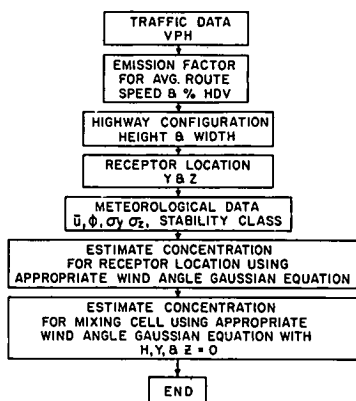 TRAFFIC DATA
VPH
EMISSION FACTOR
FOR AVG. ROUTE
SPEED & % HDV
HIGHWAY CONFIGURATION
HEIGHT & WIDTH
RECEPTOR LOCATION
Y & Z
METEOROLOGICAL DATA
ū, ϕ, σy σz, STABILITY CLASS
ESTIMATE CONCENTRATION
FOR RECEPTOR LOCATION USING
APPROPRIATE WIND ANGLE GAUSSIAN EQUATION
ESTIMATE CONCENTRATION
FOR MIXING CELL USING APPROPRIATE
WIND ANGLE GAUSSIAN EQUATION WITH
H, Y, & Z = 0
END